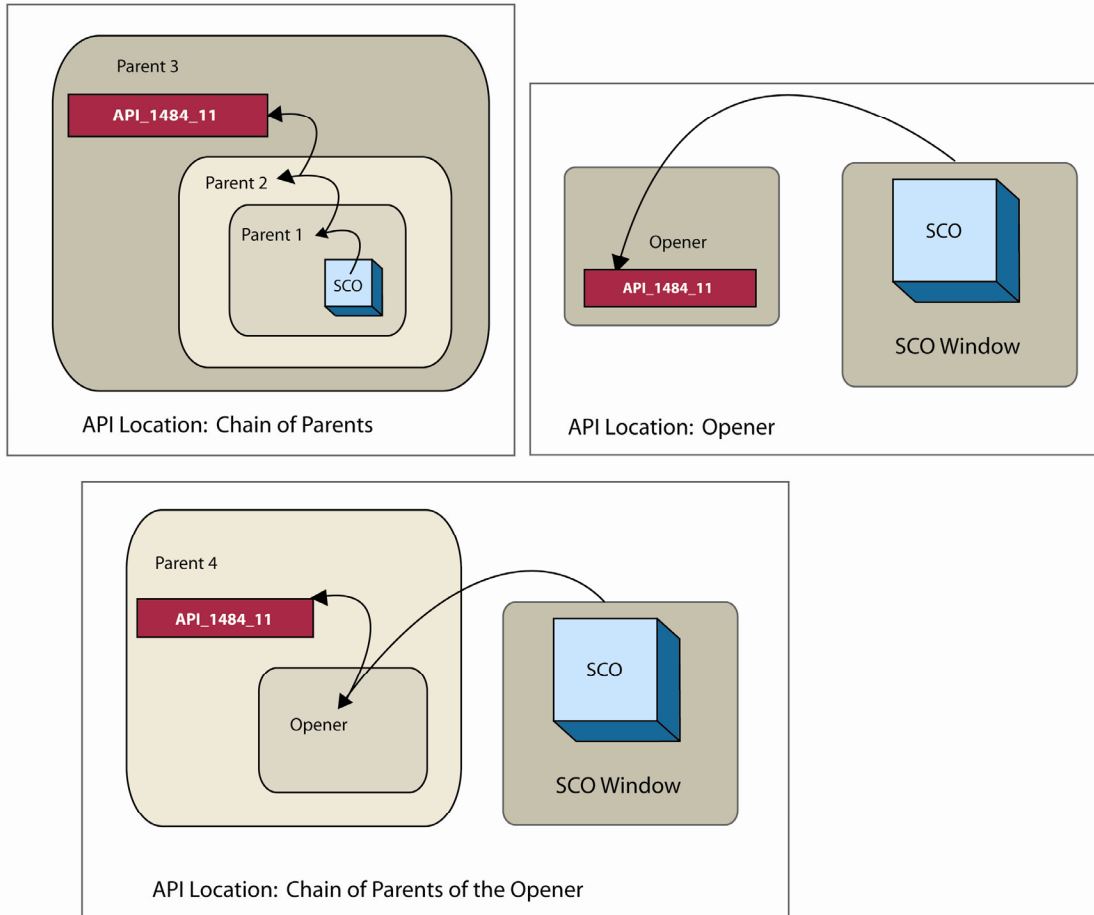 Parent 3
API_1484_11
Parent 2
Parent 1
SCO
API Location: Chain of Parents
Opener
API_1484_11
SCO
SCO Window
API Location: Opener
Parent 4
API_1484_11
Opener
SCO
SCO Window
API Location: Chain of Parents of the Opener